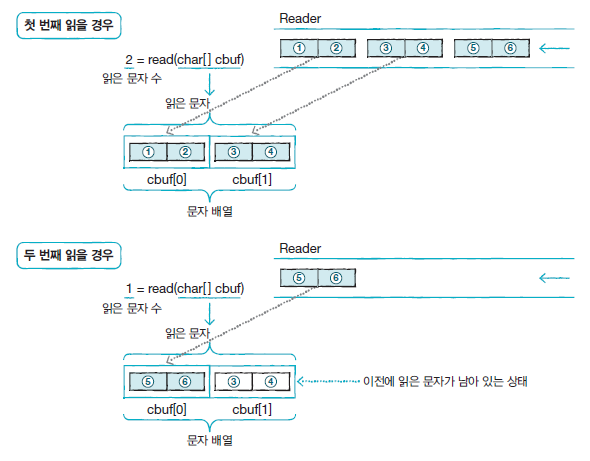 첫 번째 읽을 경우
Reader
① ② ③ ④ ⑤ ⑥
2 = read(char[] cbuf)
읽은 문자 수
읽은 문자
① ② ③ ④
cbuf[0] cbuf[1]
문자 배열
두 번째 읽을 경우
Reader
⑤ ⑥
1 = read(char[] cbuf)
읽은 문자 수
읽은 문자
⑤ ⑥ ③ ④ 이전에 읽은 문자가 남아 있는 상태
cbuf[0] cbuf[1]
문자 배열